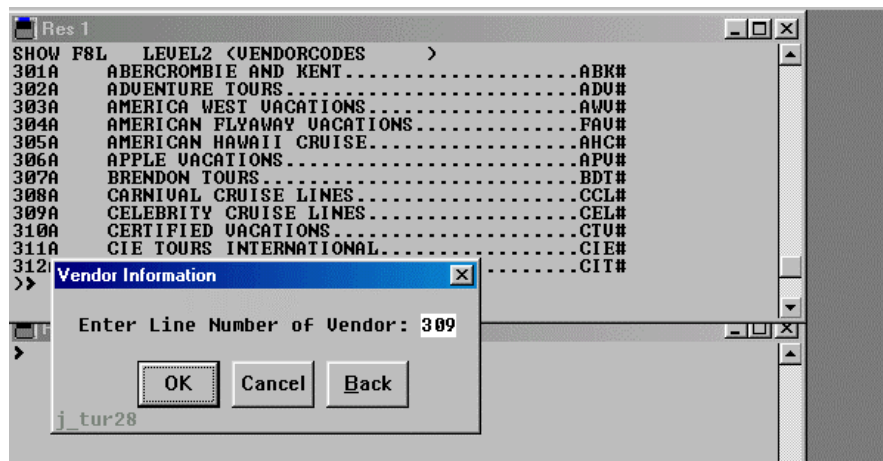 Res 1
SHOW F8L LEVEL2 (VENDORCODES )
301A ABERCROMBIE AND KENT......................ABK#
302A ADVENTURE TOURS...........................ADV#
303A AMERICA WEST VACATIONS....................AWV#
304A AMERICAN FLYAWAY VACATIONS................FAV#
305A AMERICAN HAWAII CRUISE....................AHC#
306A APPLE VACATIONS...........................APV#
307A BRENDON TOURS.............................BDT#
308A CARNIVAL CRUISE LINES.....................CCL#
309A CELEBRITY CRUISE LINES....................CEL#
310A CERTIFIED VACATIONS.......................CTV#
311A CIE TOURS INTERNATIONAL...................CIE#
312 ......CIT#
>>
Vendor Information
Enter Line Number of Vendor: 309
OK Cancel Back
j_tur28
>